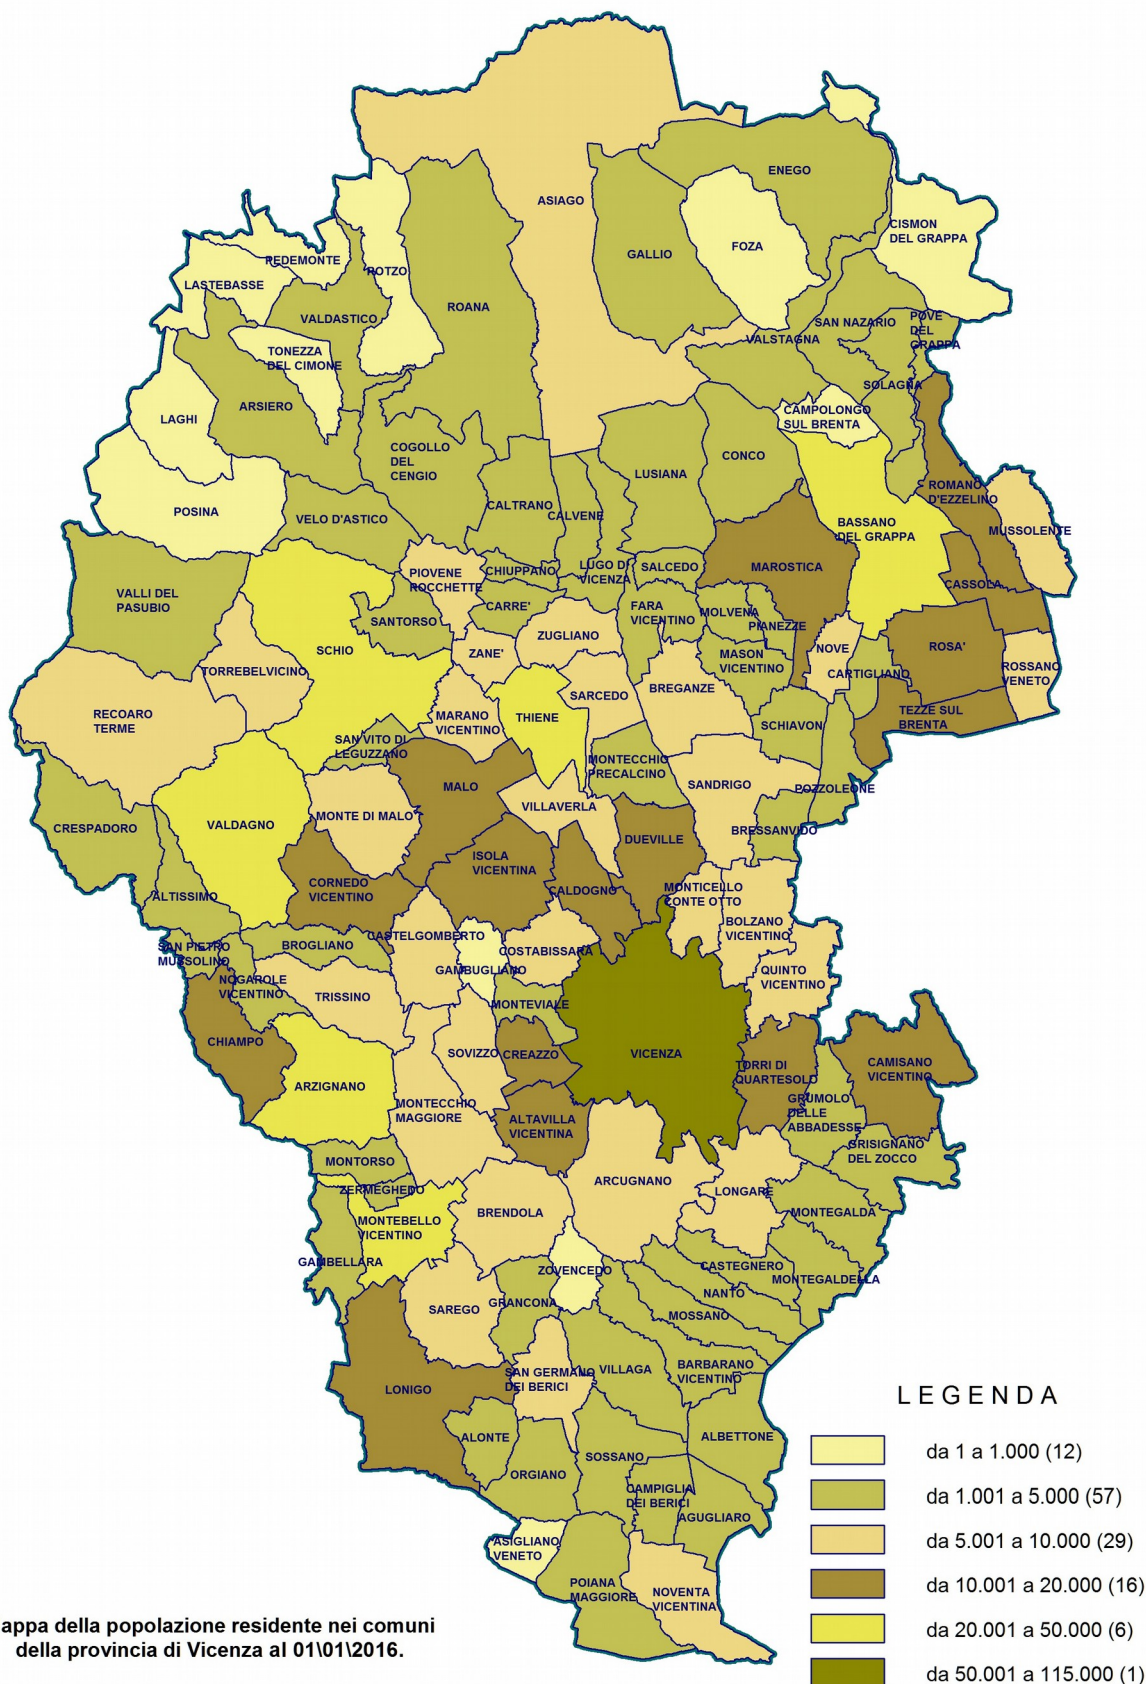 ASIAGO
ENEGO
CISMON
DEL GRAPPA
FOZA
GALLIO
PEDEMONTE
ROTZO
LASTEBASSE
ROANA
VALDASTICO
SAN NAZARIO
POVE
DEL
GRAPPA
VALSTAGNA
TONEZZA
DEL CIMONE
SOLAGNA
ARSIERO
LAGHI
CAMPOLONGO
SUL BRENTA
COGOLLO
DEL
CENGIO
CONCO
LUSIANA
ROMANO
D'EZZELINO
CALTRANO
CALVENE
POSINA
VELO D'ASTICO
BASSANO
DEL GRAPPA
MUSSOLENTE
PIOVENE
ROCCHETTE
CHIUPPANO
LUGO DI
VICENZA
SALCEDO
MAROSTICA
CASSOLA
VALLI DEL
PASUBIO
SANTORSO
CARRE'
FARA
VICENTINO
MOLVENA
PIANEZZE
ZUGLIANO
SCHIO
ZANE'
MASON
VICENTINO
NOVE
ROSA'
TORREBELVICINO
CARTIGLIANO
ROSSANO
VENETO
SARCEDO
BREGANZE
RECOARO
TERME
MARANO
VICENTINO
THIENE
SCHIAVON
TEZZE SUL
BRENTA
SAN VITO DI
LEGUZZANO
MONTECCHIO
PRECALCINO
SANDRIGO
POZZOLEONE
MALO
VILLAVERLA
CRESPADORO
VALDAGNO
MONTE DI MALO
DUEVILLE
BRESSANVIDO
ISOLA
VICENTINA
CORNEDO
VICENTINO
CALDOGNO
MONTICELLO
CONTE OTTO
ALTISSIMO
BOLZANO
VICENTINO
SAN PIETRO
MUSSOLINO
BROGLIANO
CASTELGOMBERTO
COSTABISSARA
GAMBUGLIANO
QUINTO
VICENTINO
NOGAROLE
VICENTINO
TRISSINO
MONTEVIALE
CHIAMPO
SOVIZZO
CREAZZO
VICENZA
TORRI DI
QUARTESOLO
CAMISANO
VICENTINO
ARZIGNANO
MONTECCHIO
MAGGIORE
ALTAVILLA
VICENTINA
GRUMOLO
DELLE
ABBADESSE
GRISIGNANO
DEL ZOCCO
MONTORSO
ZERMEGHEDO
ARCUGNANO
LONGARE
MONTEBELLO
VICENTINO
BRENDOLA
MONTEGALDA
GAMBELLARA
ZOVENCEDO
CASTEGNERO
MONTEGALDELLA
NANTO
GRANCONA
SAREGO
MOSSANO
LONIGO
SAN GERMANO
DEI BERICI
VILLAGA
BARBARANO
VICENTINO
ALONTE
ALBETTONE
SOSSANO
ORGIANO
CAMPIGLIA
DEI BERICI
AGUGLIARO
ASIGLIANO
VENETO
POIANA
MAGGIORE
NOVENTA
VICENTINA
LEGENDA
da 1 a 1.000 (12)
da 1.001 a 5.000 (57)
da 5.001 a 10.000 (29)
da 10.001 a 20.000 (16)
da 20.001 a 50.000 (6)
da 50.001 a 115.000 (1)
appa della popolazione residente nei comuni
della provincia di Vicenza al 01\01\2016.